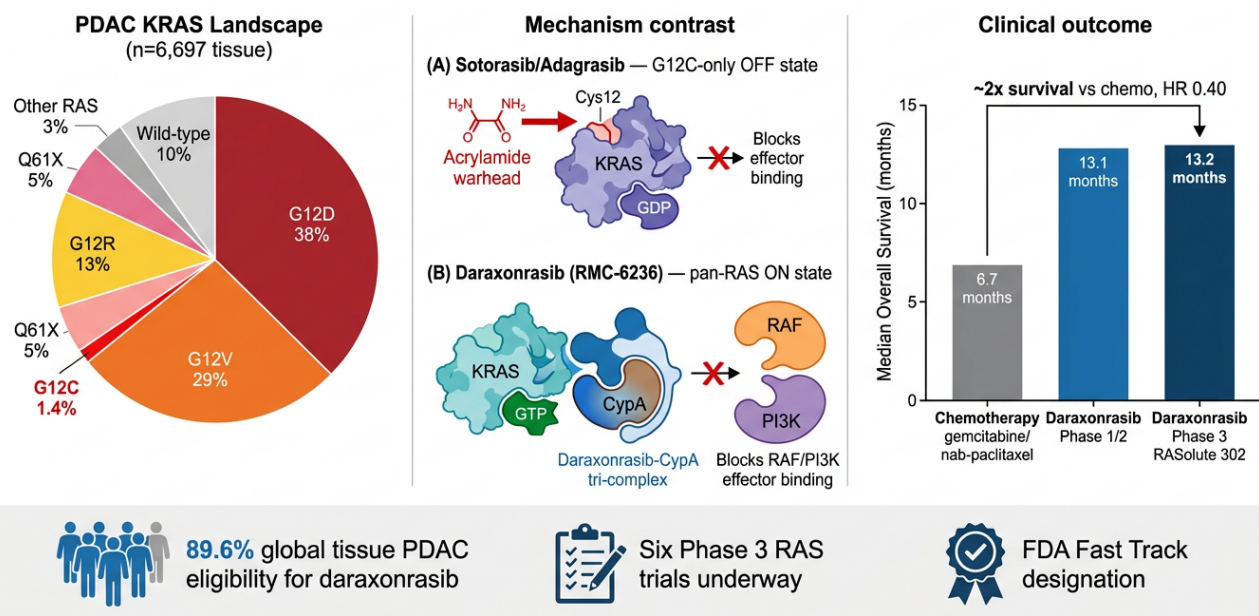 PDAC KRAS Landscape
(n=6,697 tissue)
Other RAS
3%
Wild-type
10%
Q61X
5%
G12D
38%
G12R
13%
Q61X
5%
G12C
1.4%
G12V
29%
Mechanism contrast
(A) Sotorasib/Adagrasib — G12C-only OFF state
H₂N
NH₂
O
O
Acrylamide
warhead
Cys12
KRAS
GDP
Blocks
effector
binding
(B) Daraxonrasib (RMC-6236) — pan-RAS ON state
KRAS
GTP
CypA
RAF
PI3K
Daraxonrasib-CypA
tri-complex
Blocks RAF/PI3K
effector binding
Clinical outcome
~2x survival vs chemo, HR 0.40
Median Overall Survival (months)
15
10
5
0
6.7
months
13.1
months
13.2
months
Chemotherapy
gemcitabine/
nab-paclitaxel
Daraxonrasib
Phase 1/2
Daraxonrasib
Phase 3
RASolute 302
89.6% global tissue PDAC
eligibility for daraxonrasib
Six Phase 3 RAS
trials underway
FDA Fast Track
designation